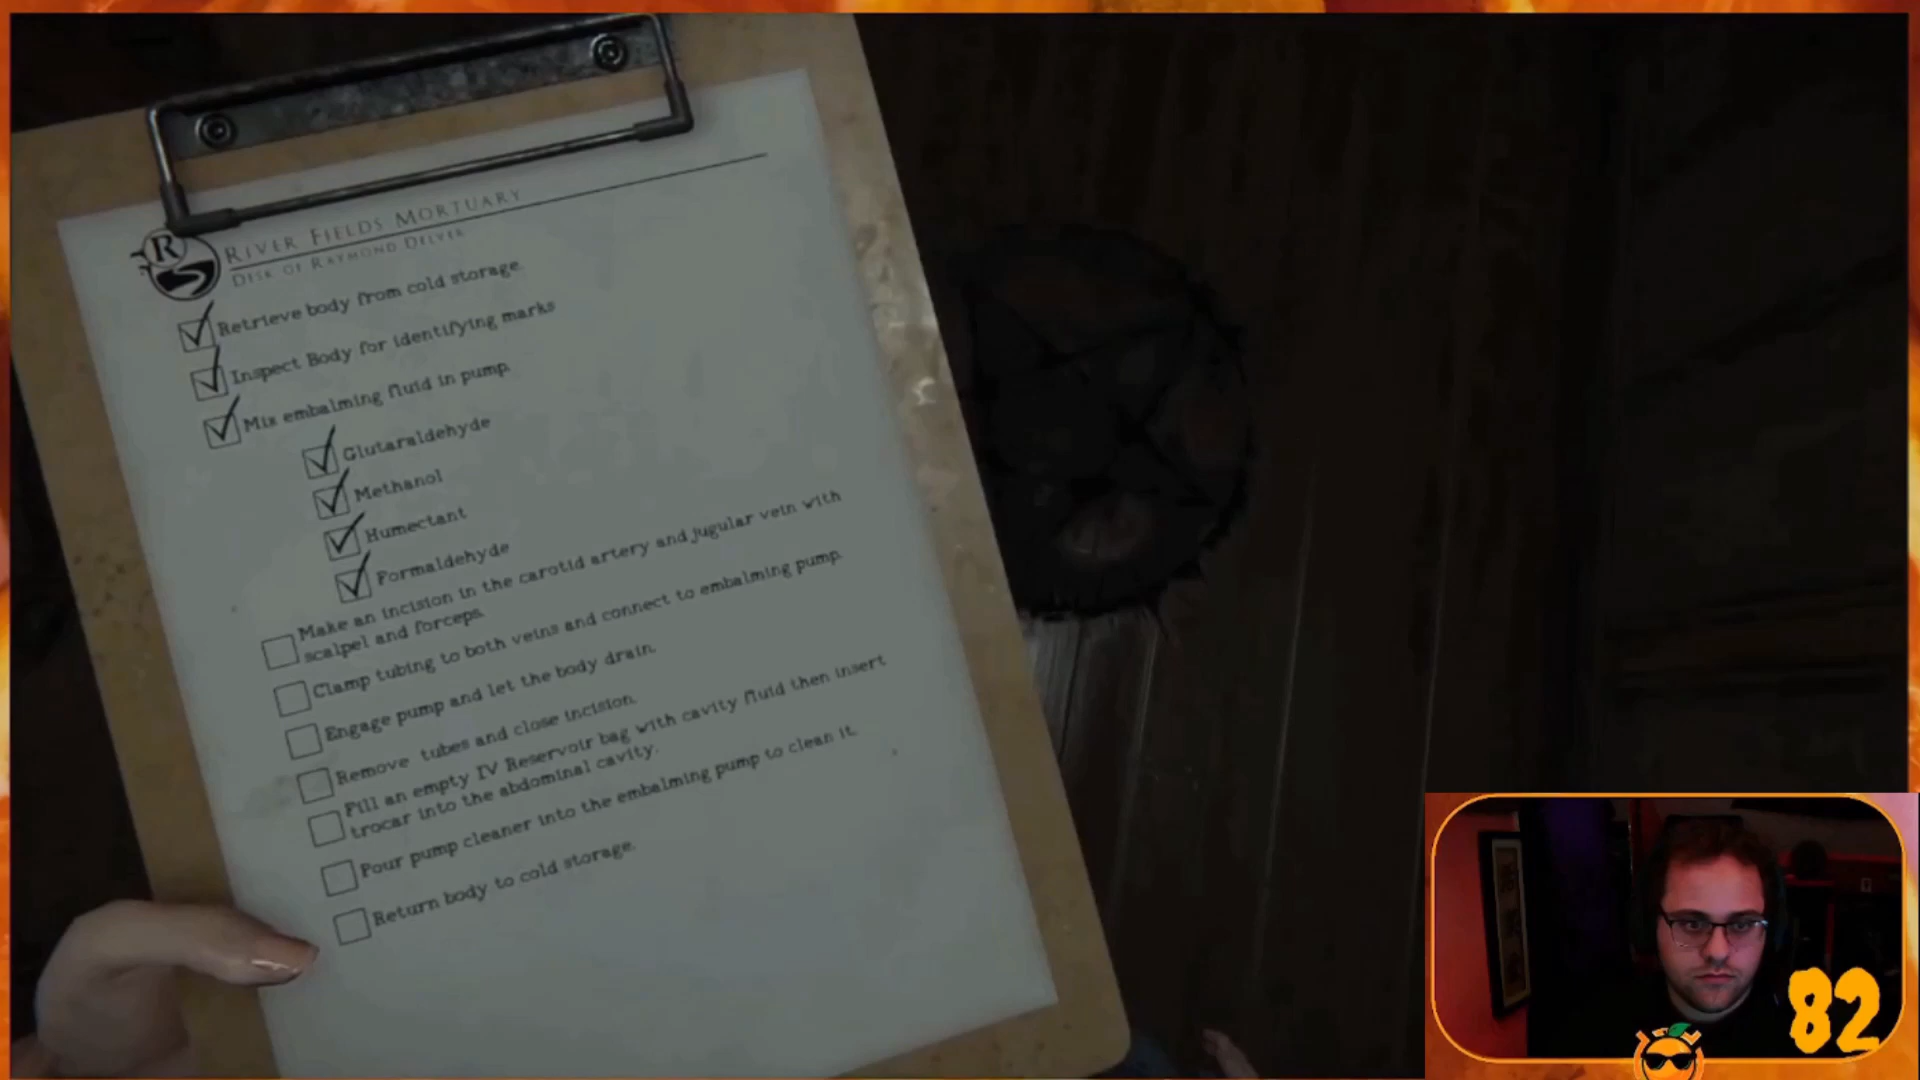 R
RIVER FIELDS MORTUARY
DESK OF RAYMOND DELVER
Retrieve body from cold storage.
Inspect Body for identifying marks
Mix embalming fluid in pump.
Glutaraldehyde
Methanol
Humectant
Formaldehyde
Make an incision in the carotid artery and jugular vein with
scalpel and forceps.
Clamp tubing to both veins and connect to embalming pump.
Engage pump and let the body drain.
Remove tubes and close incision.
Fill an empty IV Reservoir bag with cavity fluid then insert
trocar into the abdominal cavity.
Pour pump cleaner into the embalming pump to clean it.
Return body to cold storage.
82